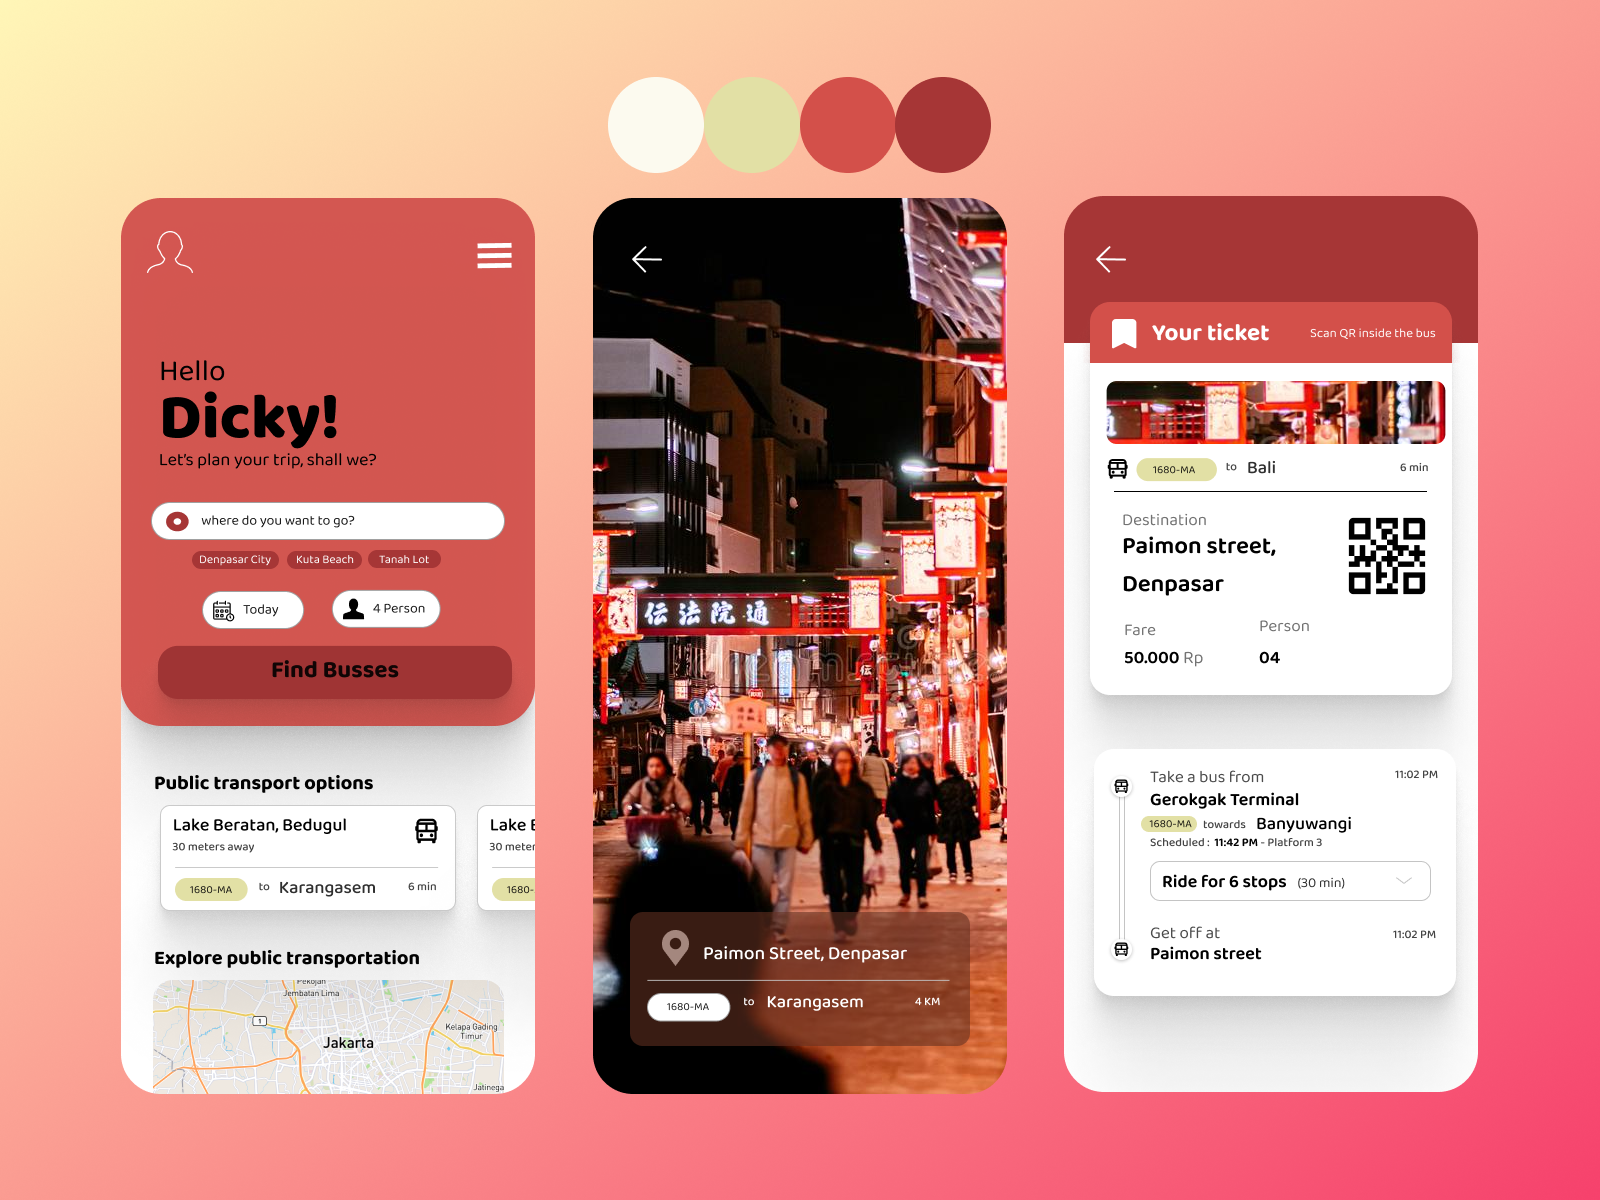 Hello
Dicky!
Let's plan your trip, shall we?
where do you want to go?
Denpasar City
Kuta Beach
Tanah Lot
Today
4 Person
Find Busses
Public transport options
Lake Beratan, Bedugul
30 meters away
1680-MA
to
Karangasem
6 min
Lake
30 meter
1680-
Explore public transportation
Pekojan
Jembatan Lima
1
Jakarta
Kelapa Gading
Timur
Jatinega
伝法院通
Paimon Street, Denpasar
1680-MA
to
Karangasem
4 KM
Your ticket
Scan QR inside the bus
1680-MA
to
Bali
6 min
Destination
Paimon street,
Denpasar
Fare
50.000 Rp
Person
04
Take a bus from
11:02 PM
Gerokgak Terminal
1680-MA
towards
Banyuwangi
Scheduled : 11:42 PM - Platform 3
Ride for 6 stops (30 min)
Get off at
11:02 PM
Paimon street